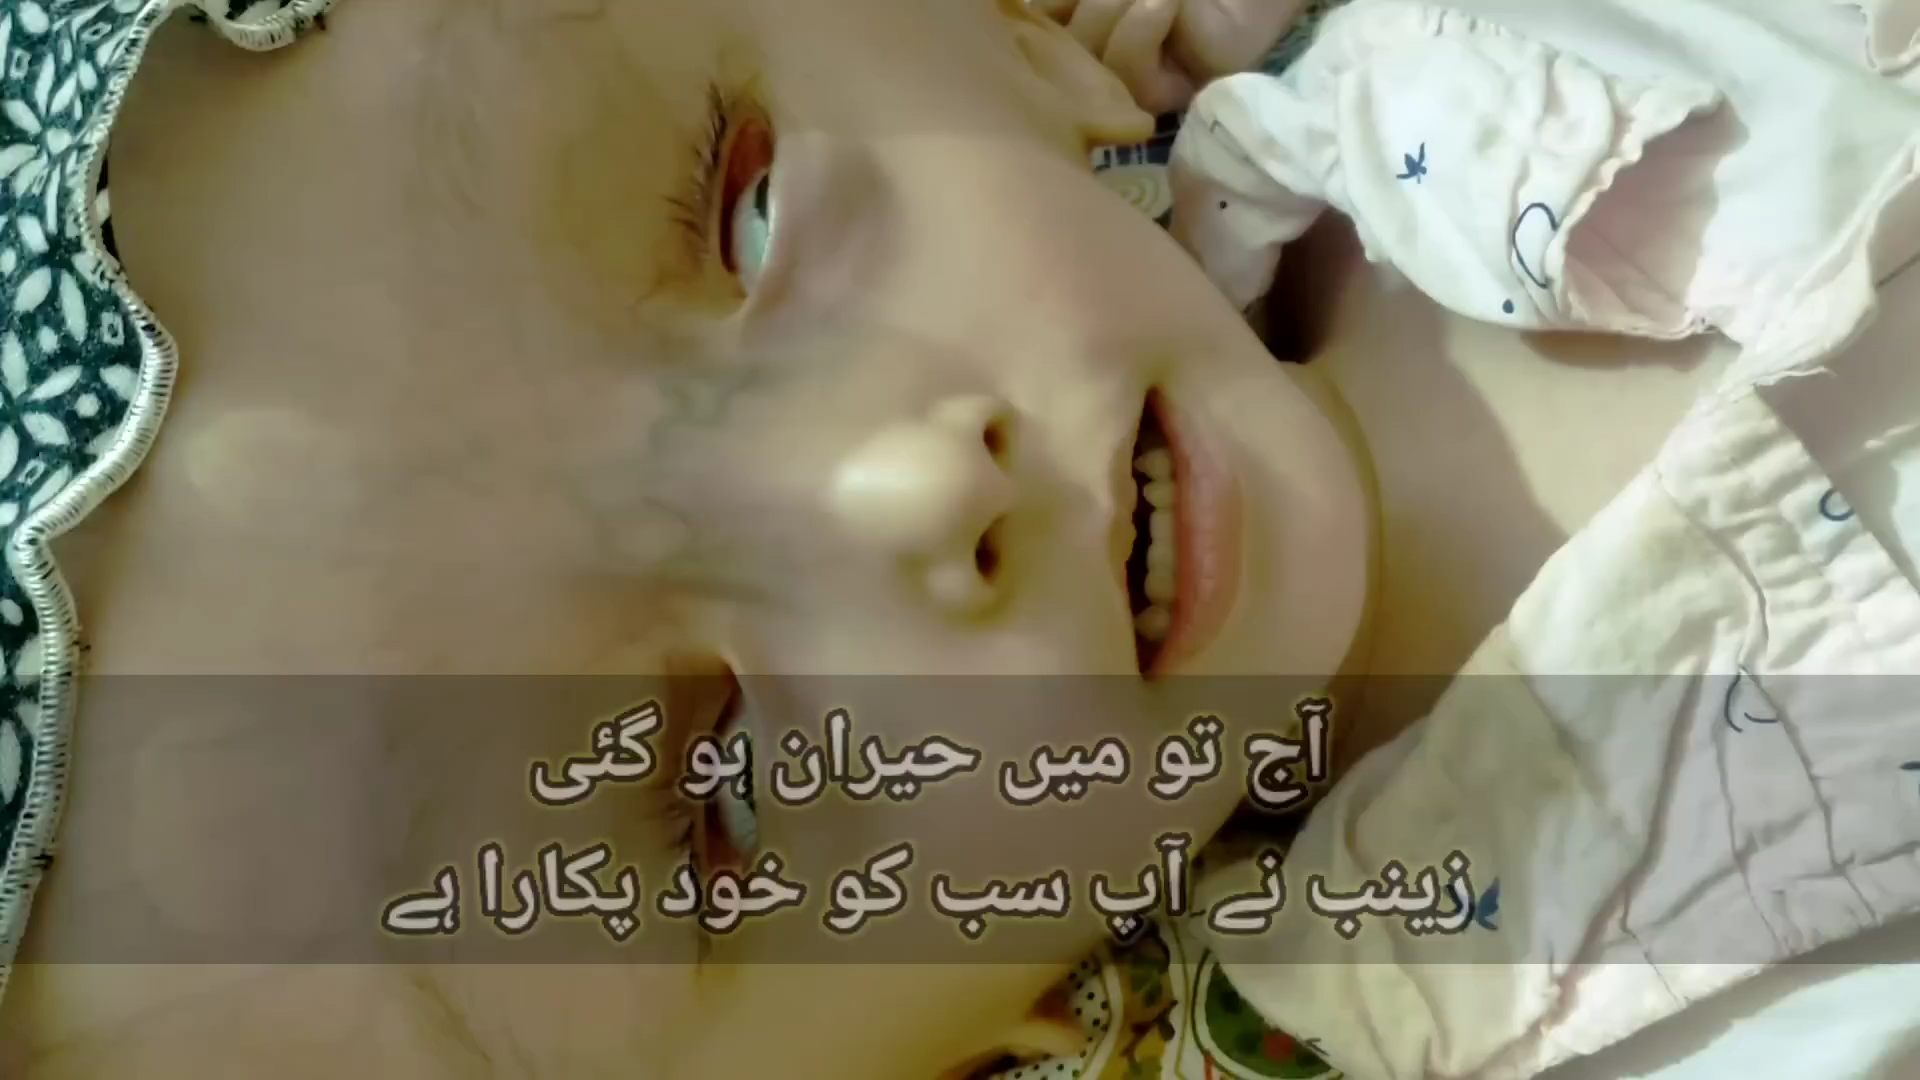 آج تو میں حیران ہو گئی
زینب نے آپ سب کو خود پکارا ہے